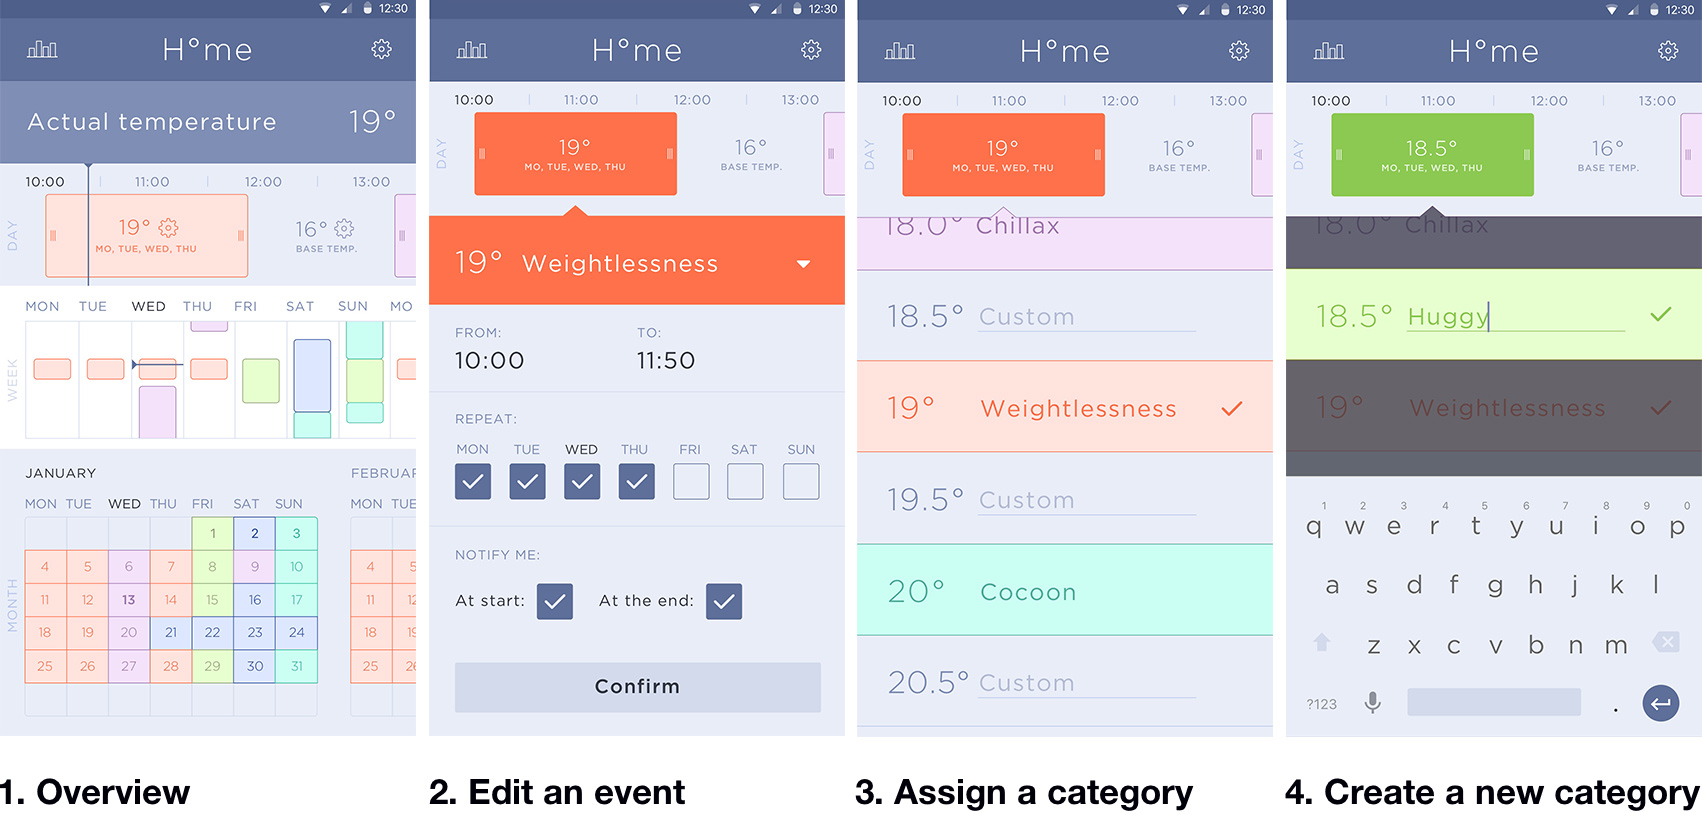 12:30
H°me
Actual temperature 19°
10:00 11:00 12:00 13:00
DAY
19°
MO, TUE, WED, THU
16°
BASE TEMP.
MON TUE WED THU FRI SAT SUN MO
WEEK
JANUARY
FEBRUAR
MON TUE WED THU FRI SAT SUN
MON TUE
MONTH
1 2 3
4 5 6 7 8 9 10
4 5
11 12 13 14 15 16 17
11 12
18 19 20 21 22 23 24
18 19
25 26 27 28 29 30 31
25 26
1. Overview
12:30
H°me
10:00 11:00 12:00 13:00
DAY
19°
MO, TUE, WED, THU
16°
BASE TEMP.
19° Weightlessness
FROM: TO:
10:00 11:50
REPEAT:
MON TUE WED THU FRI SAT SUN
NOTIFY ME:
At start: At the end:
Confirm
2. Edit an event
12:30
H°me
10:00 11:00 12:00 13:00
DAY
19°
MO, TUE, WED, THU
16°
BASE TEMP.
18.0° Chillax
18.5° Custom
19° Weightlessness
19.5° Custom
20° Cocoon
20.5° Custom
3. Assign a category
12:30
H°me
10:00 11:00 12:00 13:00
DAY
18.5°
MO, TUE, WED, THU
16°
BASE TEMP.
18.0° Chillax
18.5° Huggy
19° Weightlessness
1 2 3 4 5 6 7 8 9 0
q w e r t y u i o p
a s d f g h j k l
z x c v b n m
?123 .
4. Create a new category